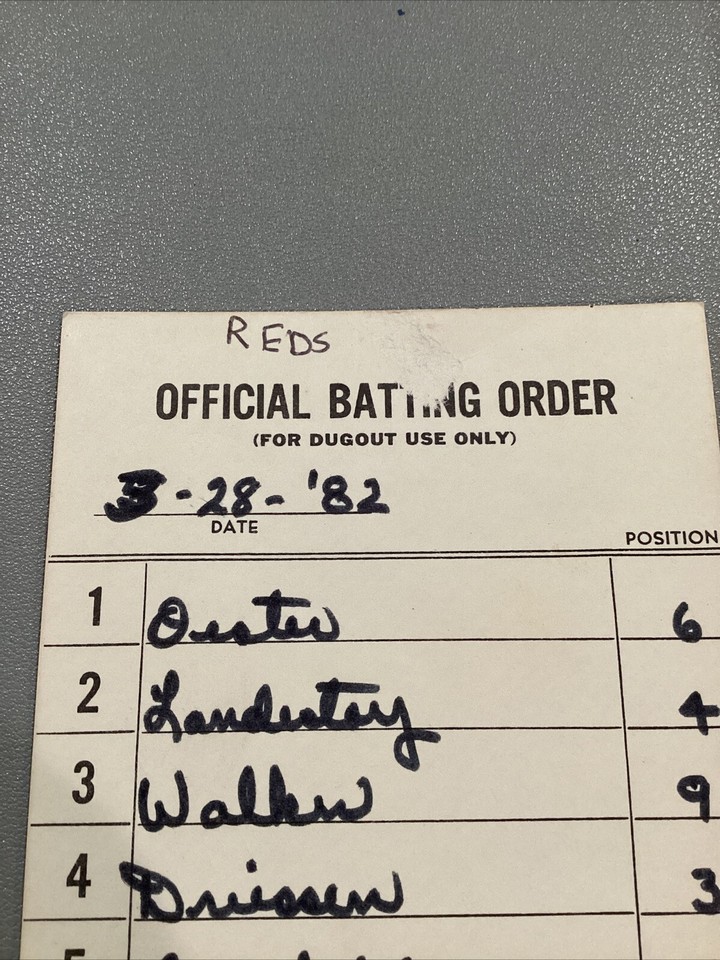 REDS
OFFICIAL BATTING ORDER
(FOR DUGOUT USE ONLY)
3-28-'82
DATE
POSITION
1 Oester 6
2 Landestoy 4
3 Walker 9
4 Driessen 3
5